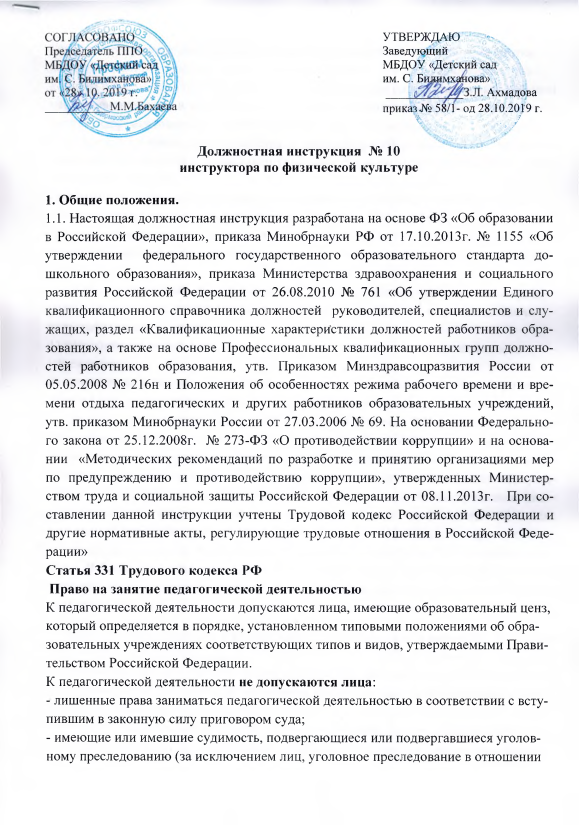 СОГЛАСОВАНО
Председатель ППО
МБДОУ «Детский сад
им. С. Билимханова»
от «28» 10. 2019 г.
М.М.Бахаева
УТВЕРЖДАЮ
Заведующий
МБДОУ «Детский сад
им. С. Билимханова»
З.Л. Ахмадова
приказ № 58/1- од от 28.10.2019 г.
Должностная инструкция № 10
инструктора по физической культуре
1. Общие положения.
1.1. Настоящая должностная инструкция разработана на основе ФЗ «Об образовании
в Российской Федерации», приказа Минобрнауки РФ от 17.10.2013г. № 1155 «Об
утверждении федерального государственного образовательного стандарта до-
школьного образования», приказа Министерства здравоохранения и социального
развития Российской Федерации от 26.08.2010 № 761 «Об утверждении Единого
квалификационного справочника должностей руководителей, специалистов и слу-
жащих, раздел «Квалификационные характеристики должностей работников обра-
зования», а также на основе Профессиональных квалификационных групп должно-
стей работников образования, утв. Приказом Минздравсоцразвития России от
05.05.2008 № 216н и Положения об особенностях режима рабочего времени и вре-
мени отдыха педагогических и других работников образовательных учреждений,
утв. приказом Минобрнауки России от 27.03.2006 № 69. На основании Федерально-
го закона от 25.12.2008г. № 273-ФЗ «О противодействии коррупции» и на основа-
нии «Методических рекомендаций по разработке и принятию организациями мер
по предупреждению и противодействию коррупции», утвержденных Министер-
ством труда и социальной защиты Российской Федерации от 08.11.2013г. При со-
ставлении данной инструкции учтены Трудовой кодекс Российской Федерации и
другие нормативные акты, регулирующие трудовые отношения в Российской Феде-
рации»
Статья 331 Трудового кодекса РФ
Право на занятие педагогической деятельностью
К педагогической деятельности допускаются лица, имеющие образовательный ценз,
который определяется в порядке, установленном типовыми положениями об обра-
зовательных учреждениях соответствующих типов и видов, утверждаемыми Прави-
тельством Российской Федерации.
К педагогической деятельности не допускаются лица:
- лишенные права заниматься педагогической деятельностью в соответствии с всту-
пившим в законную силу приговором суда;
- имеющие или имевшие судимость, подвергающиеся или подвергавшиеся уголов-
ному преследованию (за исключением лиц, уголовное преследование в отношении